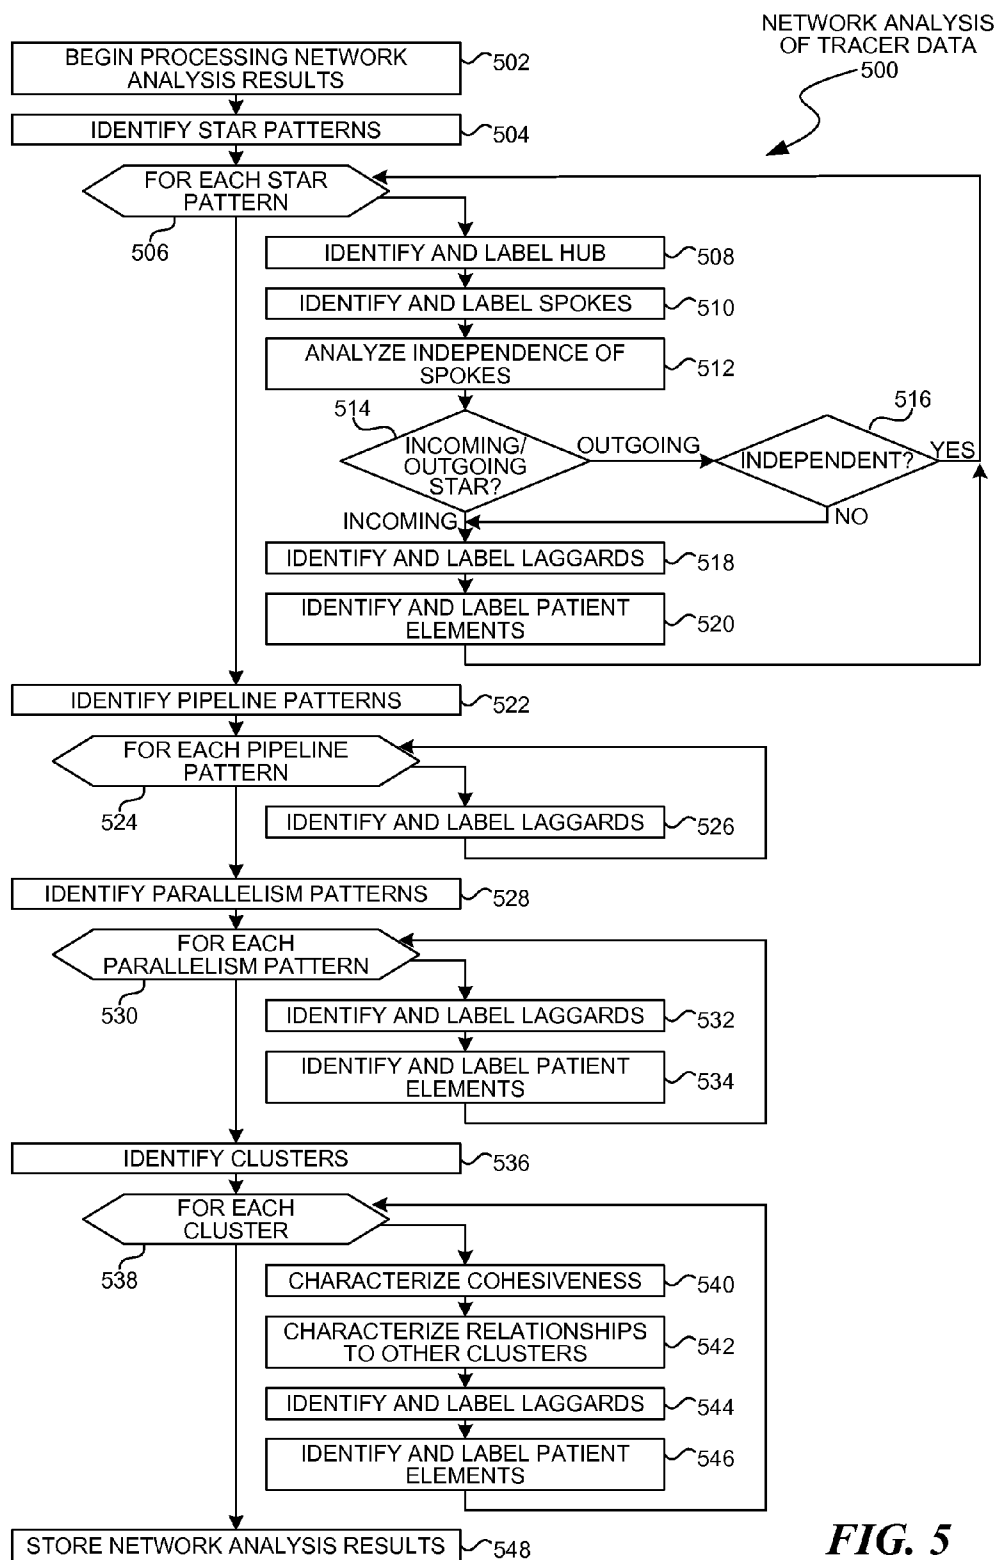 NETWORK ANALYSIS
OF TRACER DATA
500
BEGIN PROCESSING NETWORK
ANALYSIS RESULTS
502
IDENTIFY STAR PATTERNS
504
FOR EACH STAR
PATTERN
506
IDENTIFY AND LABEL HUB
508
IDENTIFY AND LABEL SPOKES
510
ANALYZE INDEPENDENCE OF
SPOKES
512
514
INCOMING/
OUTGOING
STAR?
OUTGOING
516
INDEPENDENT?
YES
INCOMING
NO
IDENTIFY AND LABEL LAGGARDS
518
IDENTIFY AND LABEL PATIENT
ELEMENTS
520
IDENTIFY PIPELINE PATTERNS
522
FOR EACH PIPELINE
PATTERN
524
IDENTIFY AND LABEL LAGGARDS
526
IDENTIFY PARALLELISM PATTERNS
528
FOR EACH
PARALLELISM PATTERN
530
IDENTIFY AND LABEL LAGGARDS
532
IDENTIFY AND LABEL PATIENT
ELEMENTS
534
IDENTIFY CLUSTERS
536
FOR EACH
CLUSTER
538
CHARACTERIZE COHESIVENESS
540
CHARACTERIZE RELATIONSHIPS
TO OTHER CLUSTERS
542
IDENTIFY AND LABEL LAGGARDS
544
IDENTIFY AND LABEL PATIENT
ELEMENTS
546
STORE NETWORK ANALYSIS RESULTS
548
FIG. 5